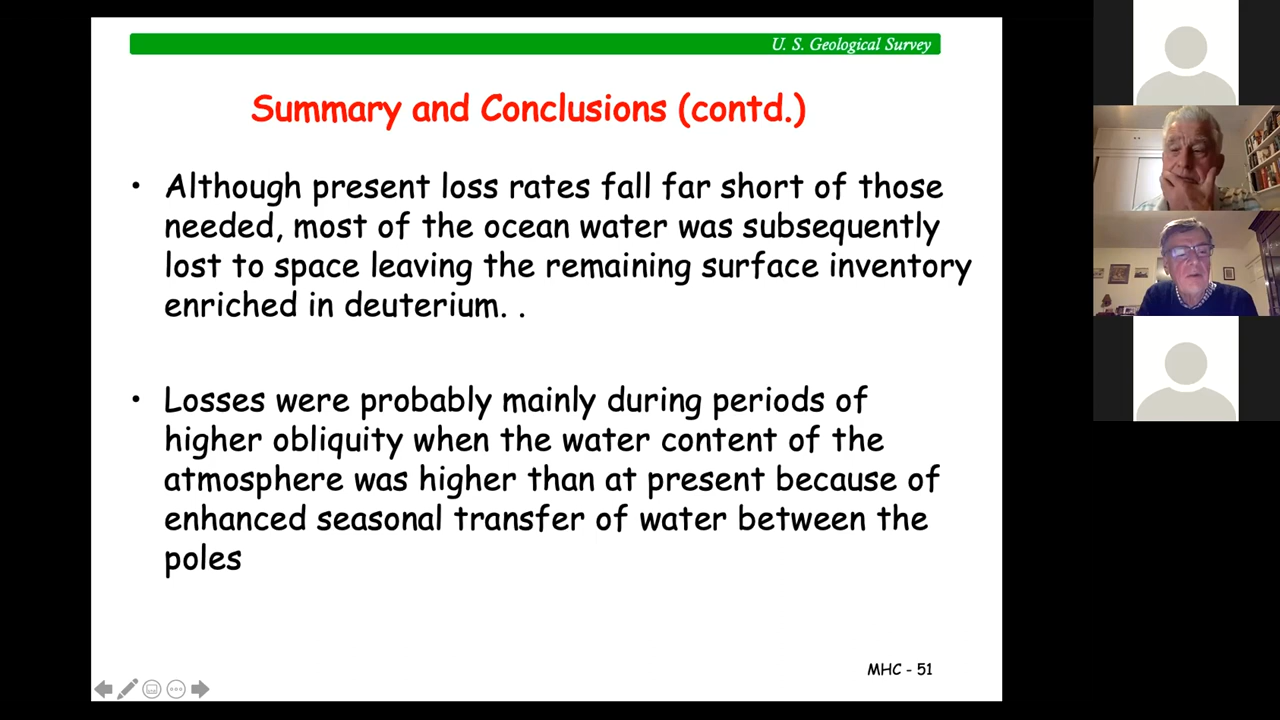 U. S. Geological Survey
Summary and Conclusions (contd.)
• Although present loss rates fall far short of those
needed, most of the ocean water was subsequently
lost to space leaving the remaining surface inventory
enriched in deuterium. .
• Losses were probably mainly during periods of
higher obliquity when the water content of the
atmosphere was higher than at present because of
enhanced seasonal transfer of water between the
poles
MHC - 51